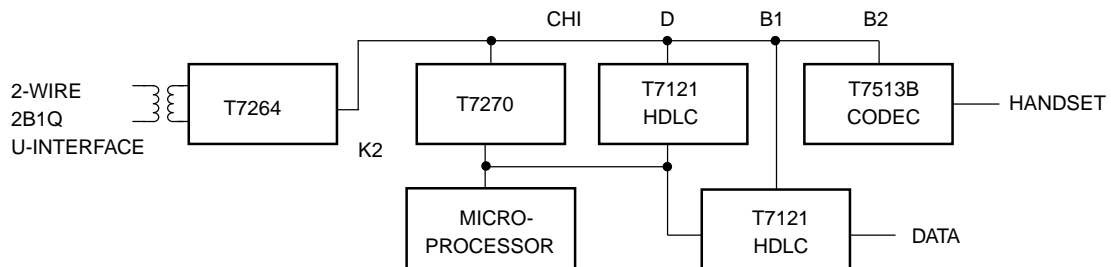 CHI D B1 B2
2-WIRE
2B1Q
U-INTERFACE
T7264
K2
T7270
T7121
HDLC
T7513B
CODEC
HANDSET
MICRO-
PROCESSOR
T7121
HDLC
DATA